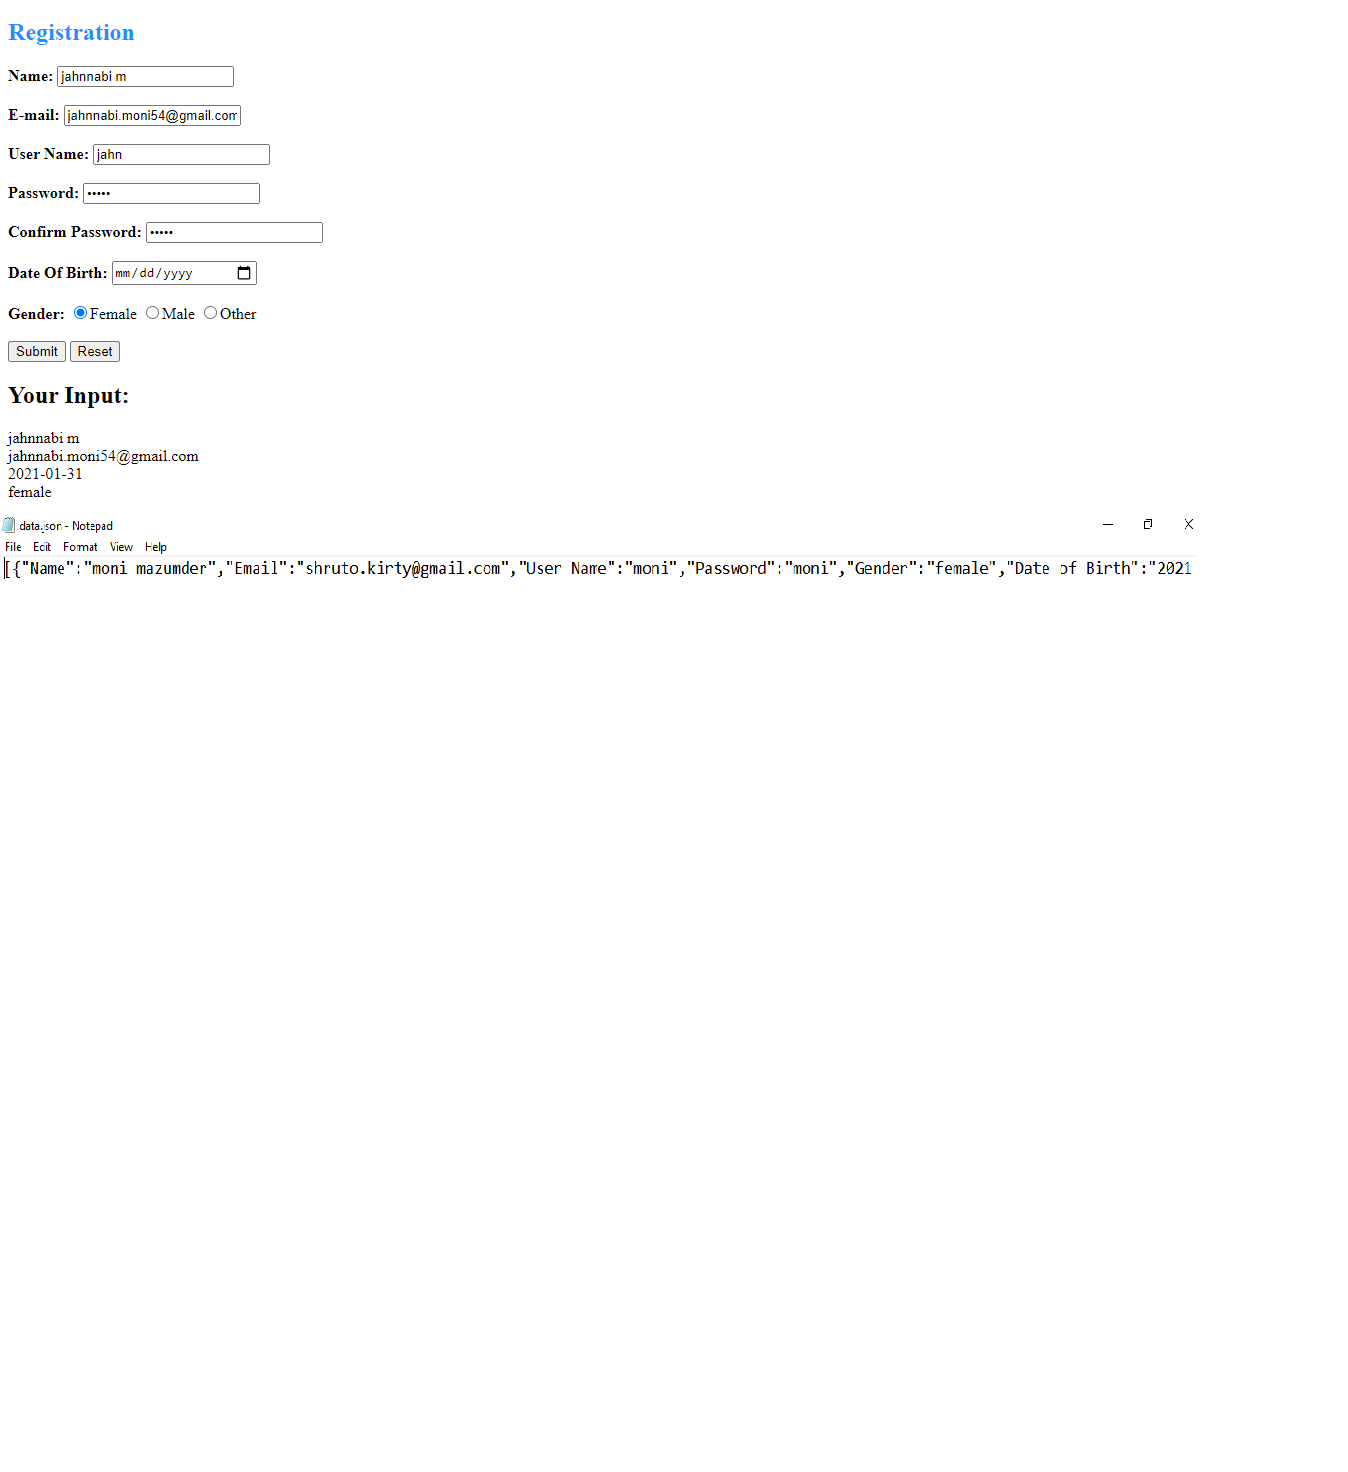 Registration
Name: jahnnabi m
E-mail: jahnnabi.moni54@gmail.com
User Name: jahn
Password: •••••
Confirm Password: •••••
Date Of Birth: mm/dd/yyyy
Gender: Female Male Other
Submit Reset
Your Input:
jahnnabi m
jahnnabi.moni54@gmail.com
2021-01-31
female
data.json - Notepad
File Edit Format View Help
[{"Name":"moni mazumder","Email":"shruto.kirty@gmail.com","User Name":"moni","Password":"moni","Gender":"female","Date of Birth":"2021